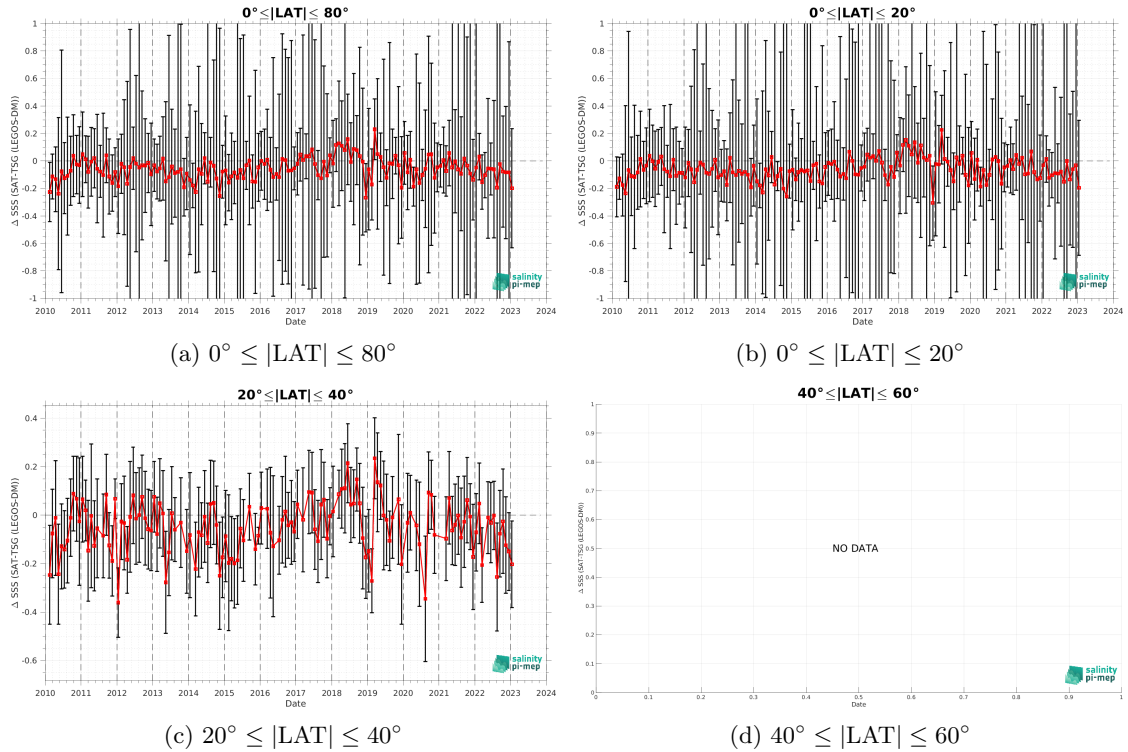 0°≤|LAT|≤ 80°
Δ SSS (SAT-TSG (LEGOS-DM))
1
0.8
0.6
0.4
0.2
0
-0.2
-0.4
-0.6
-0.8
-1
2010 2011 2012 2013 2014 2015 2016 2017 2018 2019 2020 2021 2022 2023 2024
Date
salinity
pi-mep
(a) 0° ≤ |LAT| ≤ 80°
0°≤|LAT|≤ 20°
Δ SSS (SAT-TSG (LEGOS-DM))
1
0.8
0.6
0.4
0.2
0
-0.2
-0.4
-0.6
-0.8
-1
2010 2011 2012 2013 2014 2015 2016 2017 2018 2019 2020 2021 2022 2023 2024
Date
salinity
pi-mep
(b) 0° ≤ |LAT| ≤ 20°
20°≤|LAT|≤ 40°
Δ SSS (SAT-TSG (LEGOS-DM))
0.4
0.2
0
-0.2
-0.4
-0.6
2010 2011 2012 2013 2014 2015 2016 2017 2018 2019 2020 2021 2022 2023 2024
Date
salinity
pi-mep
(c) 20° ≤ |LAT| ≤ 40°
40°≤|LAT|≤ 60°
Δ SSS (SAT-TSG (LEGOS-DM))
1
0.9
0.8
0.7
0.6
0.5
0.4
0.3
0.2
0.1
0
NO DATA
0 0.1 0.2 0.3 0.4 0.5 0.6 0.7 0.8 0.9 1
Date
salinity
pi-mep
(d) 40° ≤ |LAT| ≤ 60°